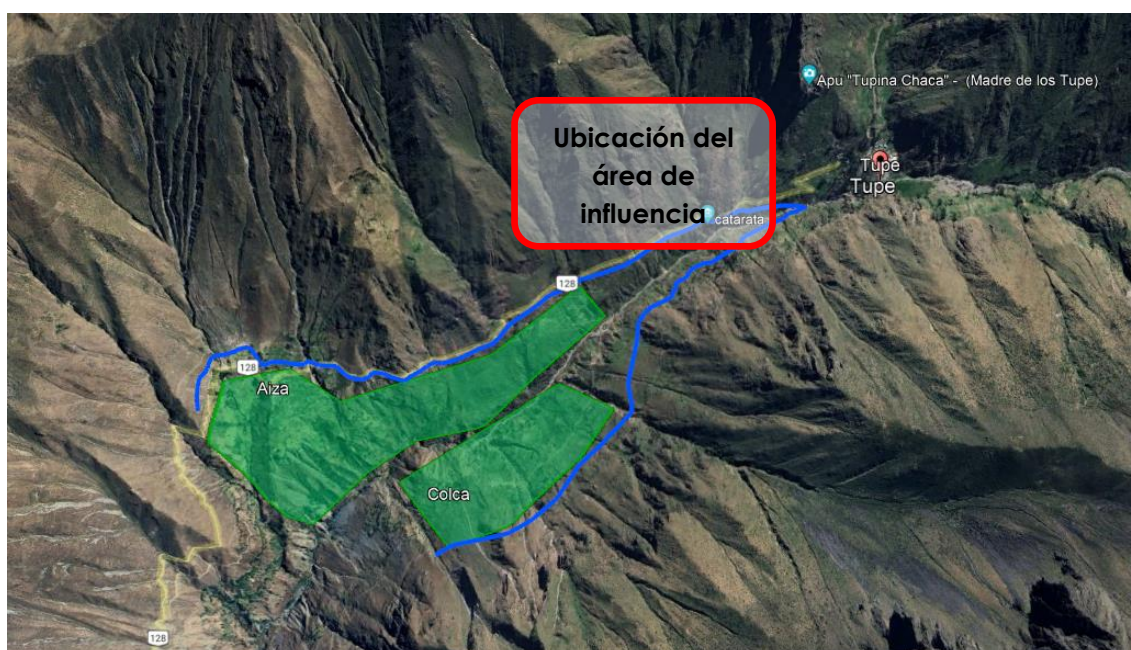 Apu "Tupina Chaca" - (Madre de los Tupe)
Ubicación del
área de
influencia
Tupe
Tupe
catarata
128
128
Aiza
Colca
128